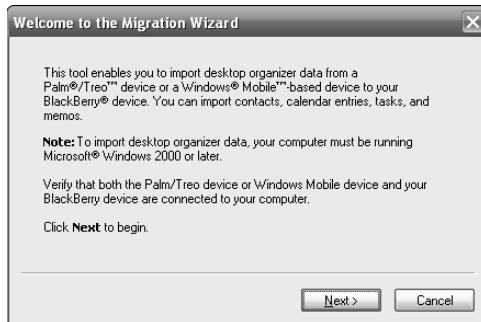 Welcome to the Migration Wizard
This tool enables you to import desktop organizer data from a
Palm®/Treo™ device or a Windows® Mobile™-based device to your
BlackBerry® device. You can import contacts, calendar entries, tasks, and
memos.
Note: To import desktop organizer data, your computer must be running
Microsoft® Windows 2000 or later.
Verify that both the Palm/Treo device or Windows Mobile device and your
BlackBerry device are connected to your computer.
Click Next to begin.
Next > Cancel